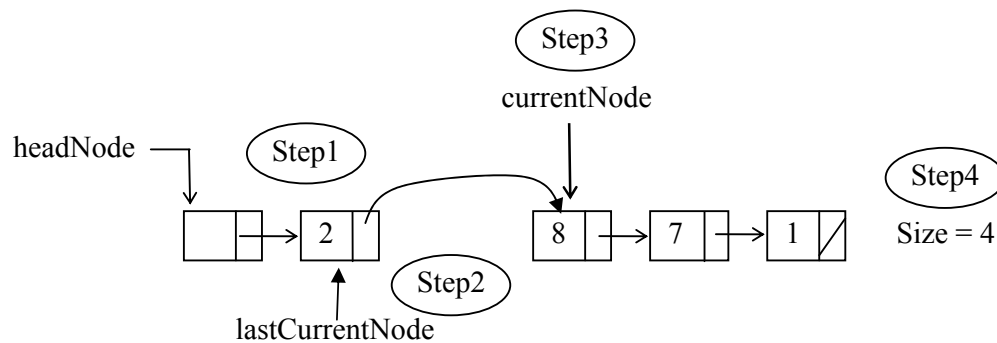 Step3
currentNode
headNode
Step1
Step4
2
8
7
1
Size = 4
Step2
lastCurrentNode